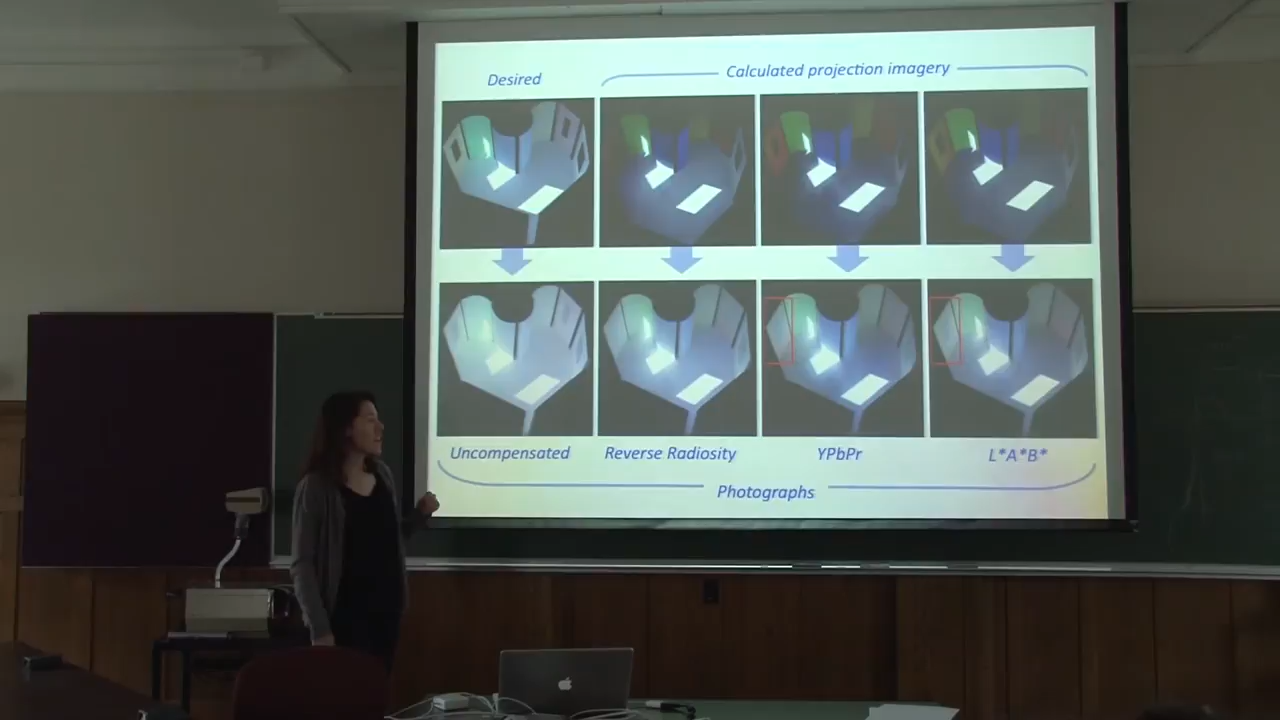 Desired
Calculated projection imagery
Uncompensated
Reverse Radiosity
YPbPr
L*A*B*
Photographs